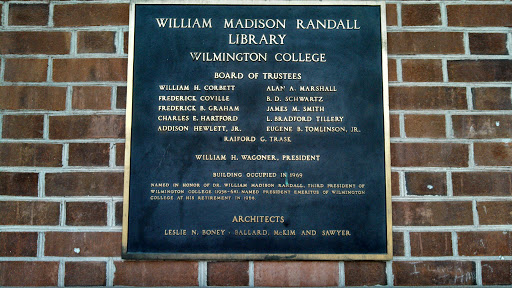 WILLIAM MADISON RANDALL
LIBRARY
WILMINGTON COLLEGE
BOARD OF TRUSTEES
WILLIAM H. CORBETT ALAN A. MARSHALL
FREDERICK COVILLE B. D. SCHWARTZ
FREDERICK B. GRAHAM JAMES M. SMITH
CHARLES E. HARTFORD L. BRADFORD TILLERY
ADDISON HEWLETT, JR. EUGENE B. TOMLINSON, JR.
RAIFORD G. TRASK
WILLIAM H. WAGONER, PRESIDENT
BUILDING OCCUPIED IN 1969
NAMED IN HONOR OF DR. WILLIAM MADISON RANDALL, THIRD PRESIDENT OF
WILMINGTON COLLEGE (1958-68). NAMED PRESIDENT EMERITUS OF WILMINGTON
COLLEGE AT HIS RETIREMENT IN 1968.
ARCHITECTS
LESLIE N. BONEY - BALLARD, MCKIM AND SAWYER